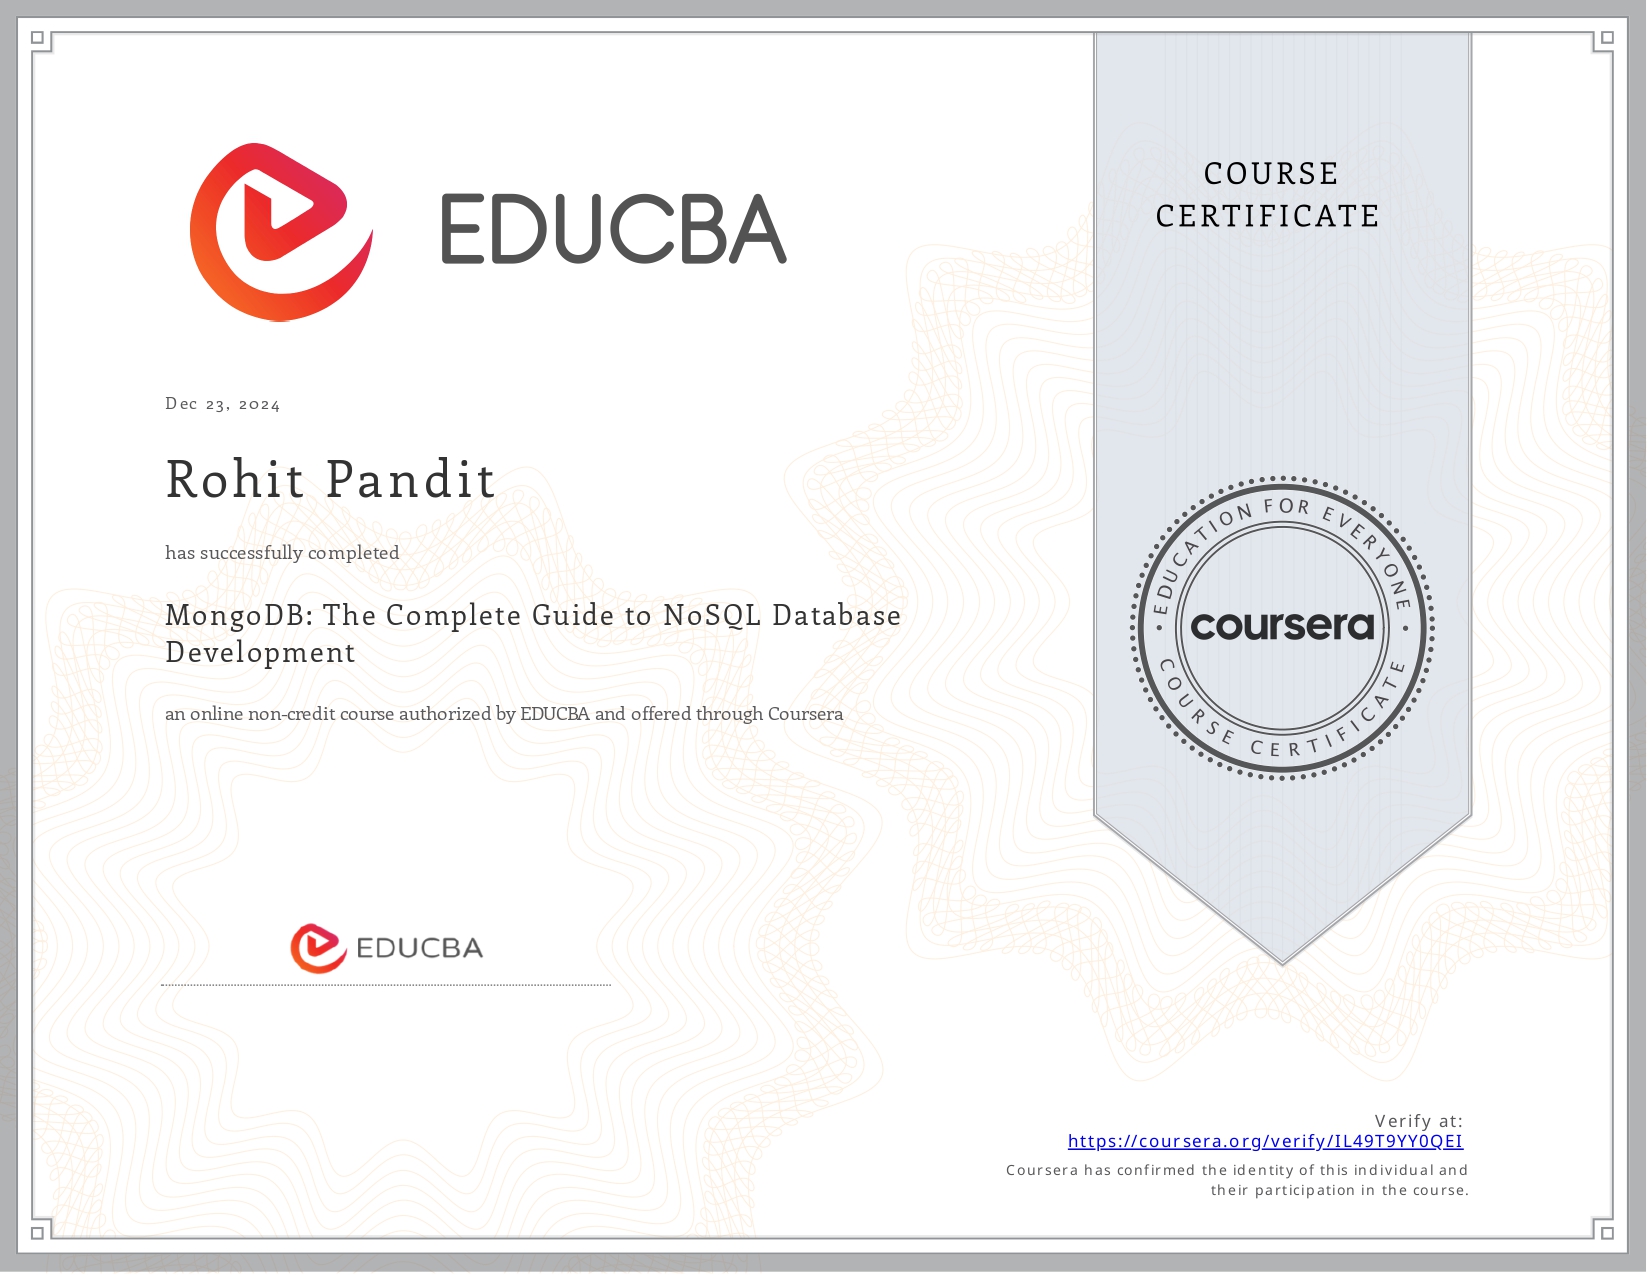 EDUCBA
COURSE
CERTIFICATE
Dec 23, 2024
Rohit Pandit
has successfully completed
MongoDB: The Complete Guide to NoSQL Database
Development
an online non-credit course authorized by EDUCBA and offered through Coursera
EDUCATION FOR EVERYONE
coursera
COURSE CERTIFICATE
EDUCBA
Verify at:
https://coursera.org/verify/IL49T9YY0QEI
Coursera has confirmed the identity of this individual and
their participation in the course.